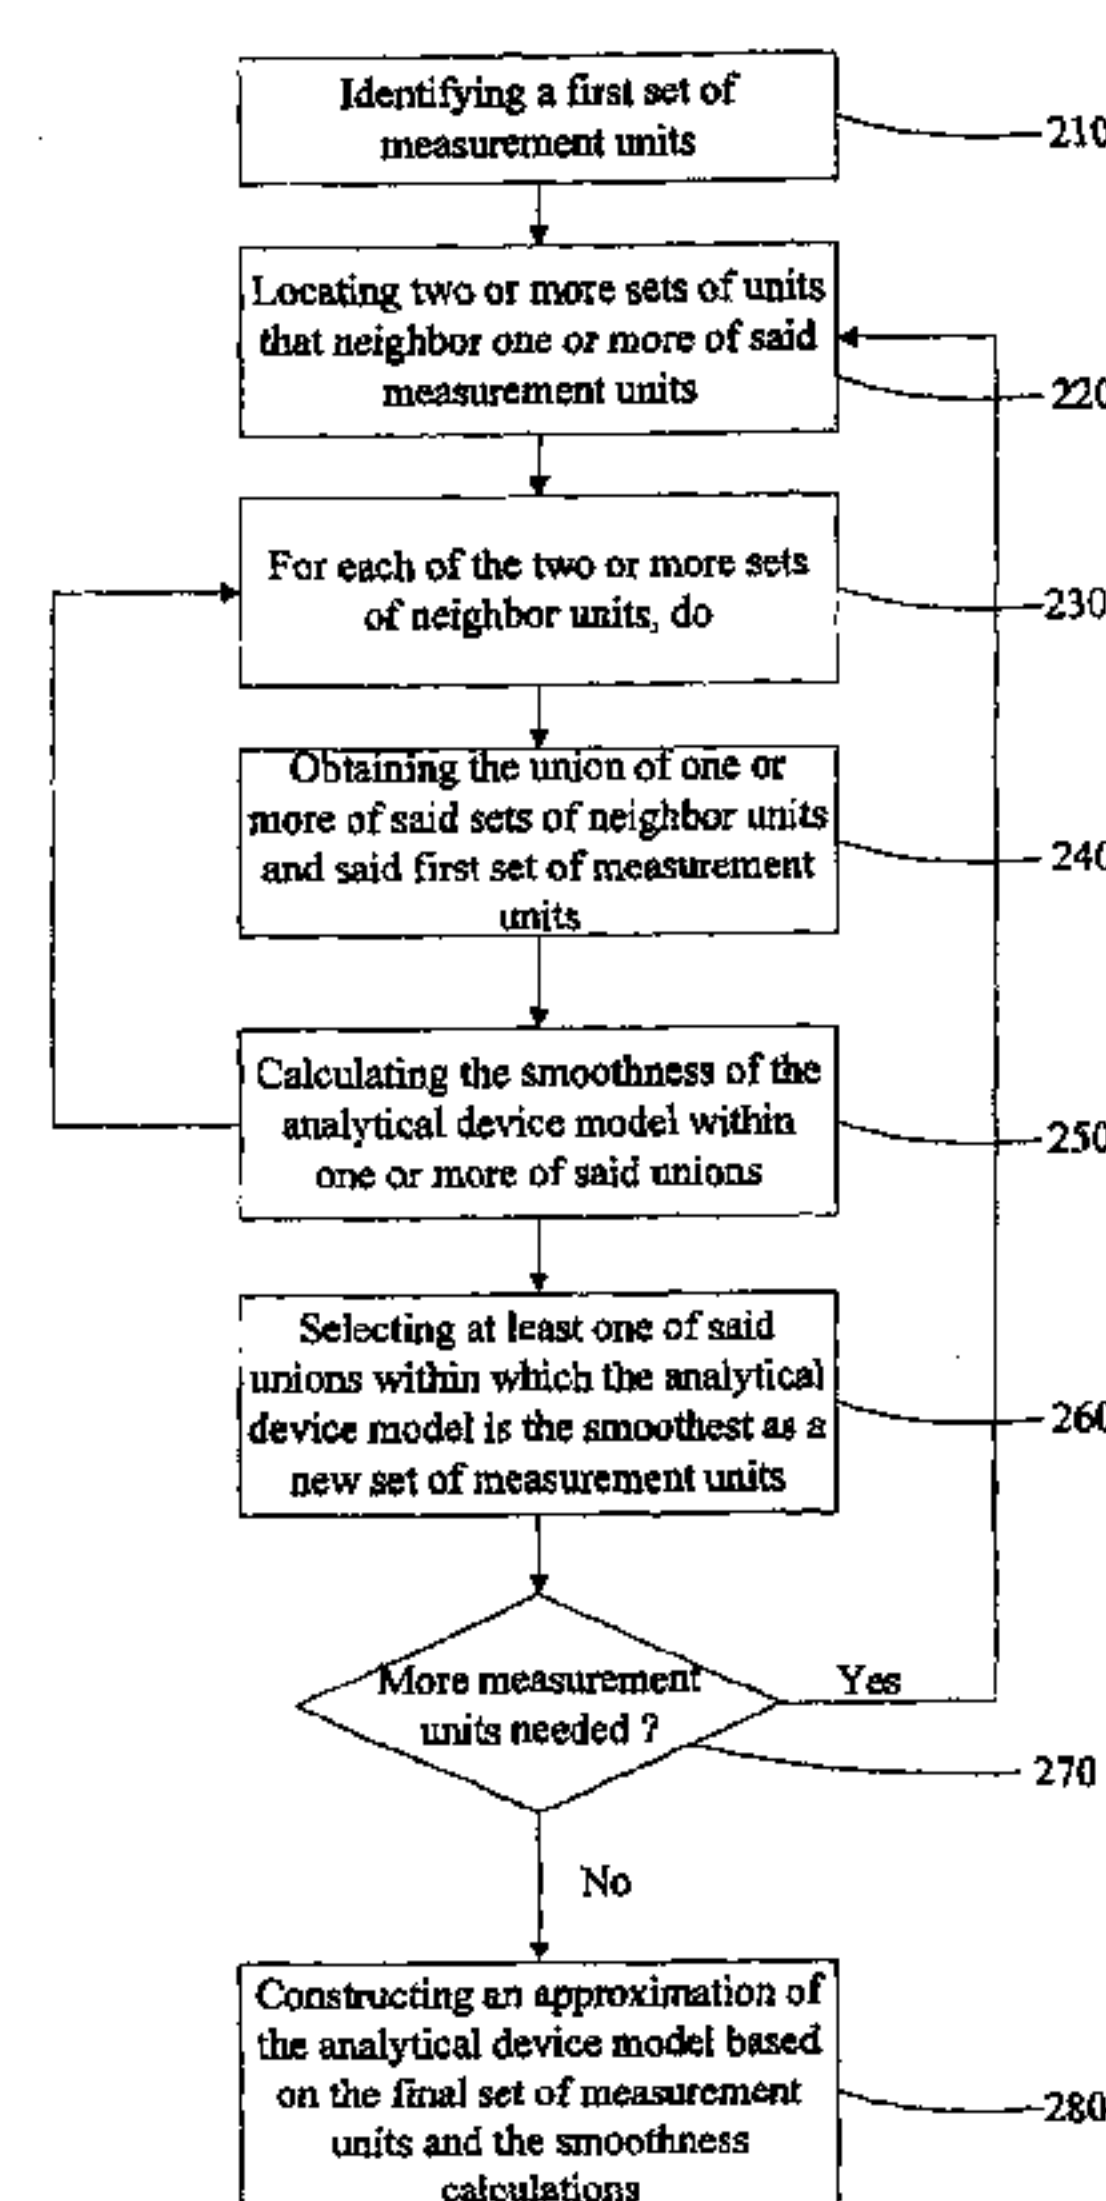 Identifying a first set of
measurement units
210
Locating two or more sets of units
that neighbor one or more of said
measurement units
220
For each of the two or more sets
of neighbor units, do
230
Obtaining the union of one or
more of said sets of neighbor units
and said first set of measurement
units
240
Calculating the smoothness of the
analytical device model within
one or more of said unions
250
Selecting at least one of said
unions within which the analytical
device model is the smoothest as a
new set of measurement units
260
More measurement
units needed ?
Yes
270
No
Constructing an approximation of
the analytical device model based
on the final set of measurement
units and the smoothness
calculations
280